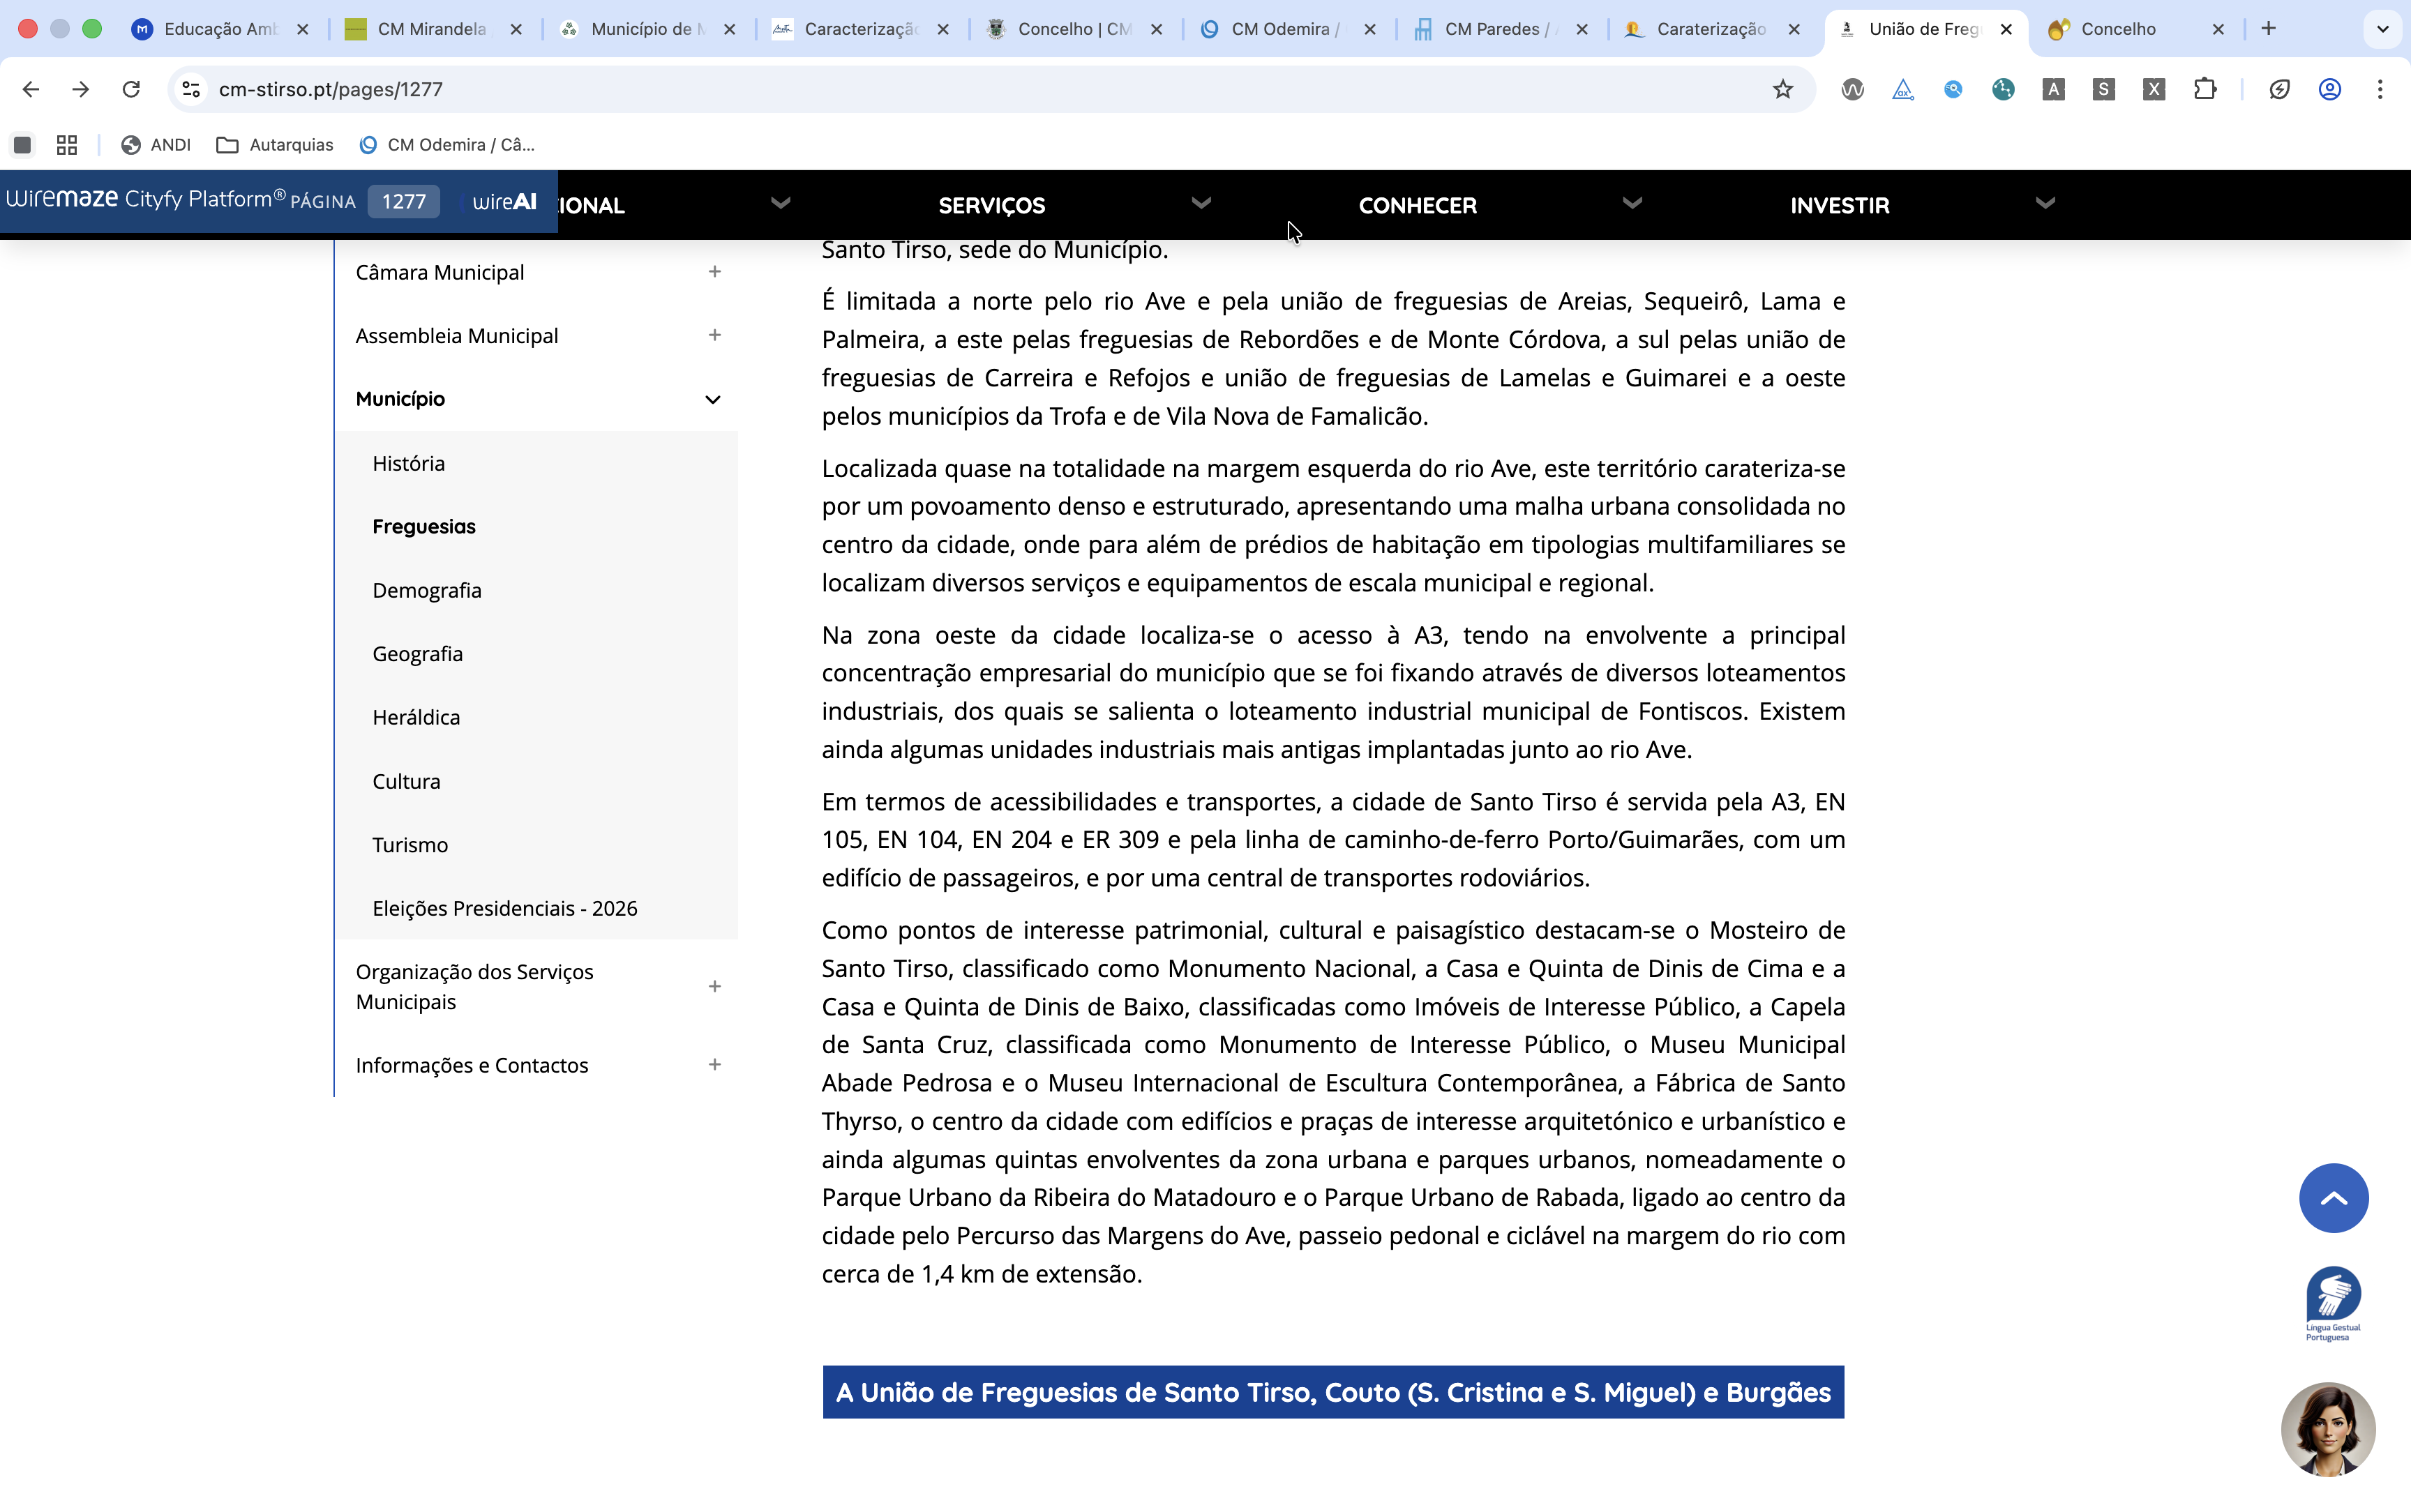 Educação Amb
CM Mirandela
Município de M
Caracterização
Concelho | CM
CM Odemira /
CM Paredes / A
Caraterização
União de Freg
Concelho
cm-stirso.pt/pages/1277
ANDI
Autarquias
CM Odemira / Câ...
wiremaze Cityfy Platform® PÁGINA 1277 wireAI
IONAL
SERVIÇOS
CONHECER
INVESTIR
Câmara Municipal
Assembleia Municipal
Município
História
Freguesias
Demografia
Geografia
Heráldica
Cultura
Turismo
Eleições Presidenciais - 2026
Organização dos Serviços
Municipais
Informações e Contactos
Santo Tirso, sede do Município.
É limitada a norte pelo rio Ave e pela união de freguesias de Areias, Sequeirô, Lama e
Palmeira, a este pelas freguesias de Rebordões e de Monte Córdova, a sul pelas união de
freguesias de Carreira e Refojos e união de freguesias de Lamelas e Guimarei e a oeste
pelos municípios da Trofa e de Vila Nova de Famalicão.
Localizada quase na totalidade na margem esquerda do rio Ave, este território carateriza-se
por um povoamento denso e estruturado, apresentando uma malha urbana consolidada no
centro da cidade, onde para além de prédios de habitação em tipologias multifamiliares se
localizam diversos serviços e equipamentos de escala municipal e regional.
Na zona oeste da cidade localiza-se o acesso à A3, tendo na envolvente a principal
concentração empresarial do município que se foi fixando através de diversos loteamentos
industriais, dos quais se salienta o loteamento industrial municipal de Fontiscos. Existem
ainda algumas unidades industriais mais antigas implantadas junto ao rio Ave.
Em termos de acessibilidades e transportes, a cidade de Santo Tirso é servida pela A3, EN
105, EN 104, EN 204 e ER 309 e pela linha de caminho-de-ferro Porto/Guimarães, com um
edifício de passageiros, e por uma central de transportes rodoviários.
Como pontos de interesse patrimonial, cultural e paisagístico destacam-se o Mosteiro de
Santo Tirso, classificado como Monumento Nacional, a Casa e Quinta de Dinis de Cima e a
Casa e Quinta de Dinis de Baixo, classificadas como Imóveis de Interesse Público, a Capela
de Santa Cruz, classificada como Monumento de Interesse Público, o Museu Municipal
Abade Pedrosa e o Museu Internacional de Escultura Contemporânea, a Fábrica de Santo
Thyrso, o centro da cidade com edifícios e praças de interesse arquitetónico e urbanístico e
ainda algumas quintas envolventes da zona urbana e parques urbanos, nomeadamente o
Parque Urbano da Ribeira do Matadouro e o Parque Urbano de Rabada, ligado ao centro da
cidade pelo Percurso das Margens do Ave, passeio pedonal e ciclável na margem do rio com
cerca de 1,4 km de extensão.
A União de Freguesias de Santo Tirso, Couto (S. Cristina e S. Miguel) e Burgães
Língua Gestual
Portuguesa